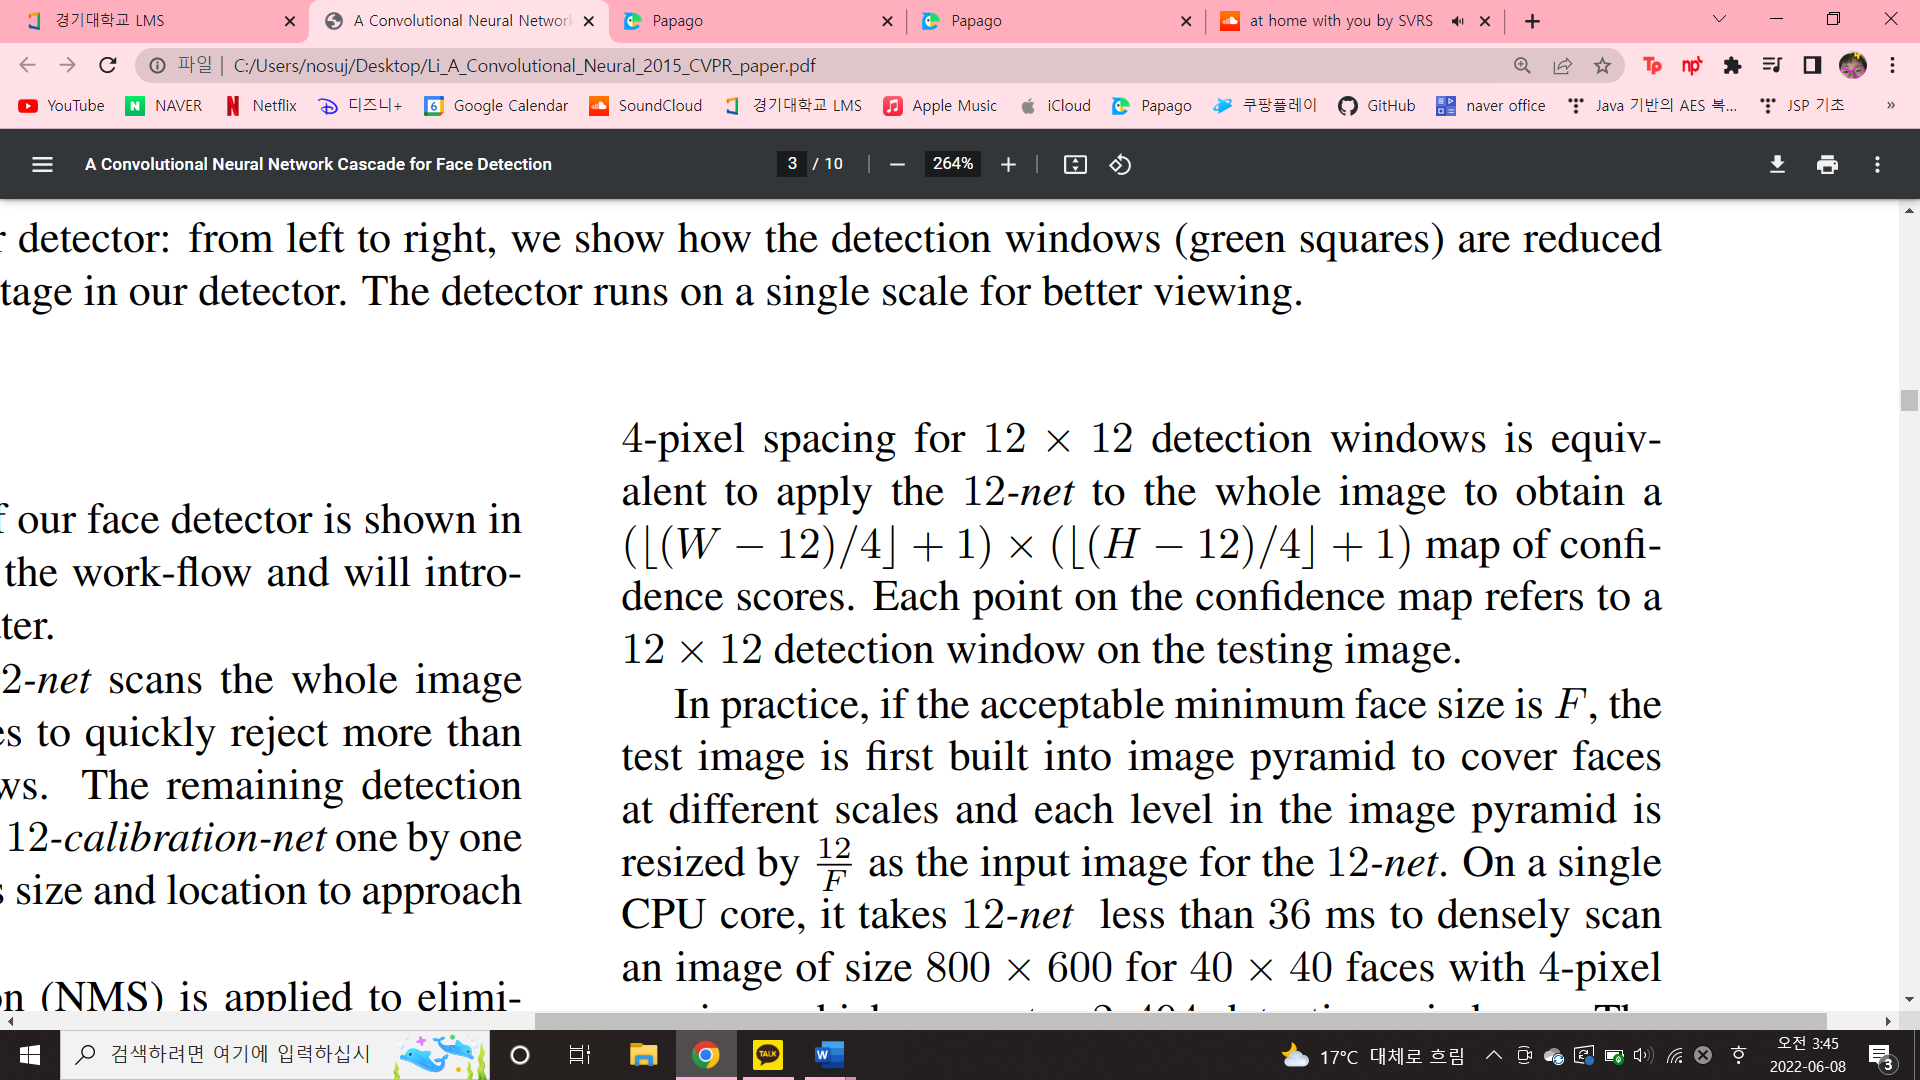 경기대학교 LMS
A Convolutional Neural Networ
Papago
Papago
at home with you by SVRS
파일 | C:/Users/nosuj/Desktop/Li_A_Convolutional_Neural_2015_CVPR_paper.pdf
YouTube NAVER Netflix 디즈니+ Google Calendar SoundCloud 경기대학교 LMS Apple Music iCloud Papago 쿠팡플레이 GitHub naver office Java 기반의 AES 복... JSP 기초 »
A Convolutional Neural Network Cascade for Face Detection
3 / 10
264%
r detector: from left to right, we show how the detection windows (green squares) are reduced
tage in our detector. The detector runs on a single scale for better viewing.
f our face detector is shown in
the work-flow and will intro-
ter.
2-net scans the whole image
es to quickly reject more than
ws. The remaining detection
12-calibration-net one by one
s size and location to approach
on (NMS) is applied to elimi-
4-pixel spacing for 12 × 12 detection windows is equiv-
alent to apply the 12-net to the whole image to obtain a
(⌊(W − 12)/4⌋ + 1) × (⌊(H − 12)/4⌋ + 1) map of confi-
dence scores. Each point on the confidence map refers to a
12 × 12 detection window on the testing image.
In practice, if the acceptable minimum face size is F, the
test image is first built into image pyramid to cover faces
at different scales and each level in the image pyramid is
resized by 12/F as the input image for the 12-net. On a single
CPU core, it takes 12-net less than 36 ms to densely scan
an image of size 800 × 600 for 40 × 40 faces with 4-pixel
검색하려면 여기에 입력하십시
17°C 대체로 흐림
오전 3:45
2022-06-08
3